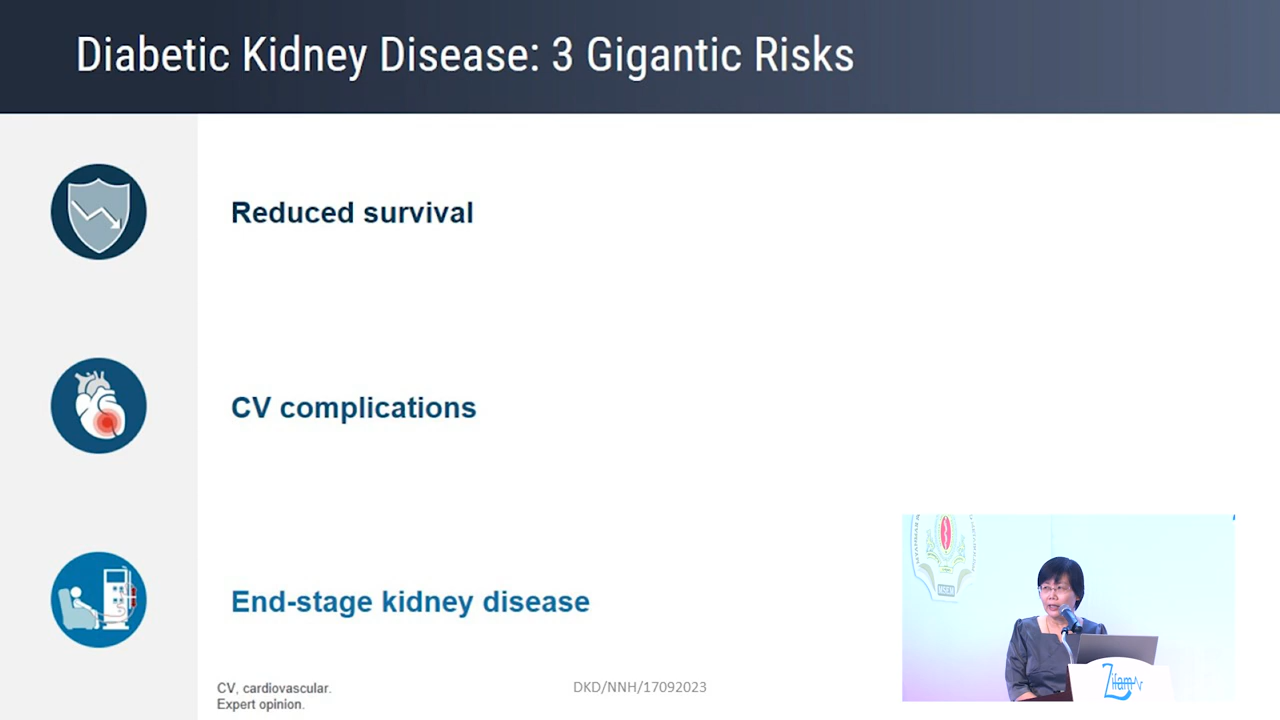 Diabetic Kidney Disease: 3 Gigantic Risks
Reduced survival
CV complications
End-stage kidney disease
CV, cardiovascular.
Expert opinion.
DKD/NNH/17092023
Zifam